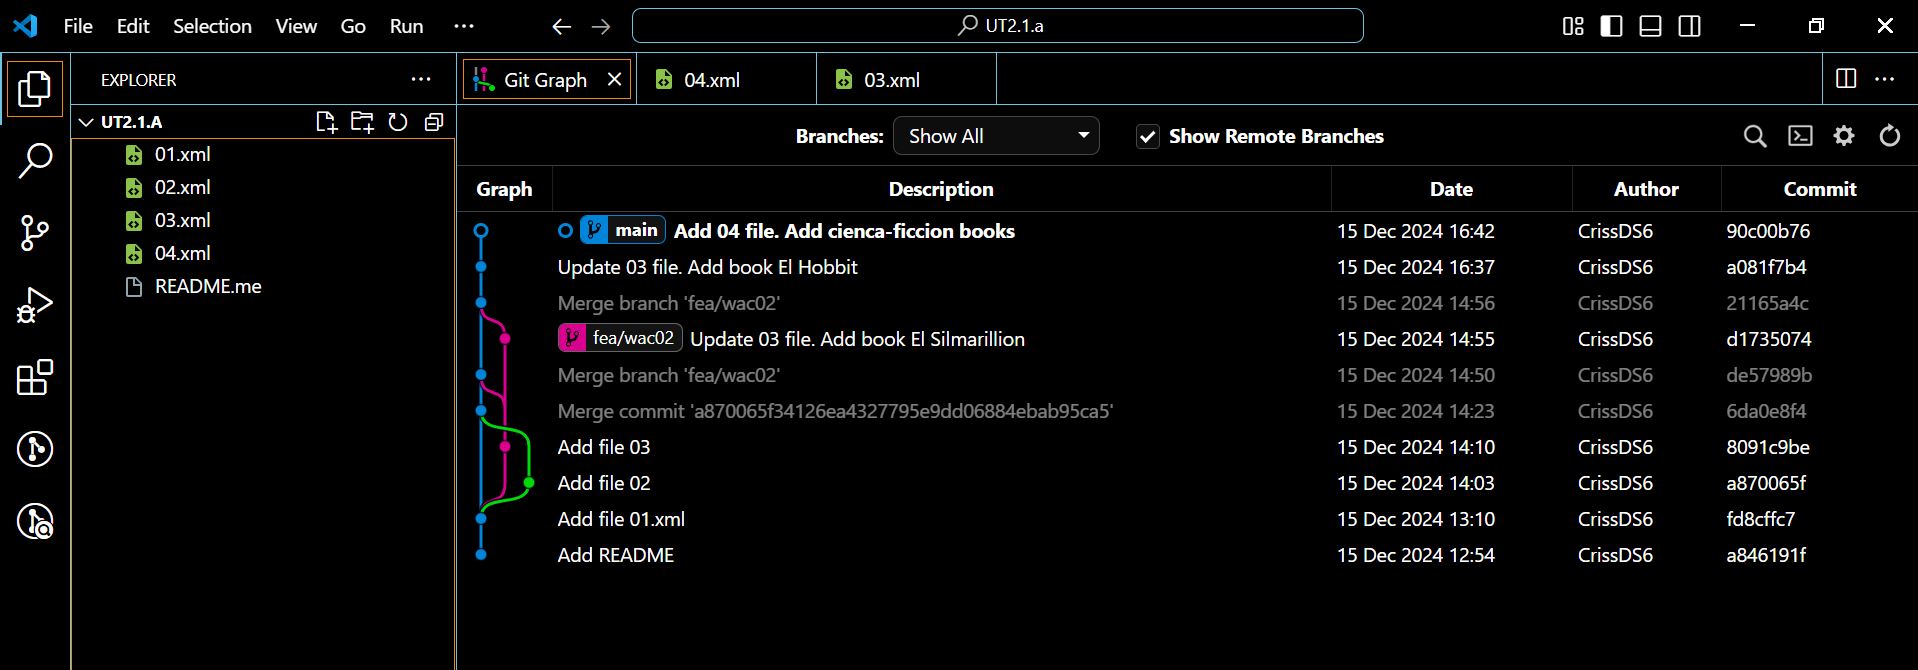 File Edit Selection View Go Run ··· UT2.1.a
EXPLORER ···
UT2.1.A
01.xml
02.xml
03.xml
04.xml
README.me
Git Graph 04.xml 03.xml ···
Branches: Show All Show Remote Branches
Graph Description Date Author Commit
main Add 04 file. Add cienca-ficcion books 15 Dec 2024 16:42 CrissDS6 90c00b76
Update 03 file. Add book El Hobbit 15 Dec 2024 16:37 CrissDS6 a081f7b4
Merge branch 'fea/wac02' 15 Dec 2024 14:56 CrissDS6 21165a4c
fea/wac02 Update 03 file. Add book El Silmarillion 15 Dec 2024 14:55 CrissDS6 d1735074
Merge branch 'fea/wac02' 15 Dec 2024 14:50 CrissDS6 de57989b
Merge commit 'a870065f34126ea4327795e9dd06884ebab95ca5' 15 Dec 2024 14:23 CrissDS6 6da0e8f4
Add file 03 15 Dec 2024 14:10 CrissDS6 8091c9be
Add file 02 15 Dec 2024 14:03 CrissDS6 a870065f
Add file 01.xml 15 Dec 2024 13:10 CrissDS6 fd8cffc7
Add README 15 Dec 2024 12:54 CrissDS6 a846191f